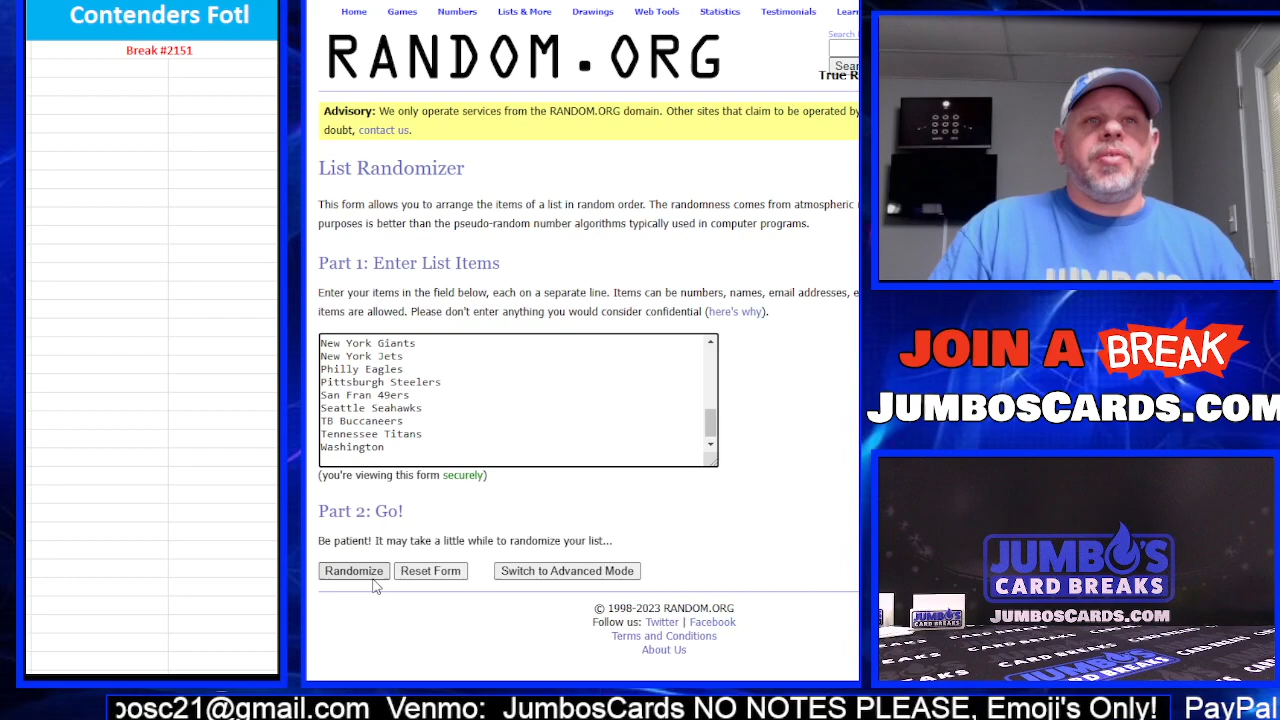 Contenders Fotl
Break #2151
Home Games Numbers Lists & More Drawings Web Tools Statistics Testimonials Learn
RANDOM.ORG
Search
True R
Advisory: We only operate services from the RANDOM.ORG domain. Other sites that claim to be operated by
doubt, contact us.
List Randomizer
This form allows you to arrange the items of a list in random order. The randomness comes from atmospheric
purposes is better than the pseudo-random number algorithms typically used in computer programs.
Part 1: Enter List Items
Enter your items in the field below, each on a separate line. Items can be numbers, names, email addresses, e
items are allowed. Please don't enter anything you would consider confidential (here's why).
New York Giants
New York Jets
Philly Eagles
Pittsburgh Steelers
San Fran 49ers
Seattle Seahawks
TB Buccaneers
Tennessee Titans
Washington
(you're viewing this form securely)
Part 2: Go!
Be patient! It may take a little while to randomize your list...
Randomize Reset Form Switch to Advanced Mode
© 1998-2023 RANDOM.ORG
Follow us: Twitter | Facebook
Terms and Conditions
About Us
JUMBO'S
JOIN A BREAK
JUMBOSCARDS.COM
JUMBO'S
CARD BREAKS
JUMBOSCARDS.COM
JUMBO'S
CARD BREAKS
bosc21@gmail.com Venmo: JumbosCards NO NOTES PLEASE, Emoji's Only! PayPal